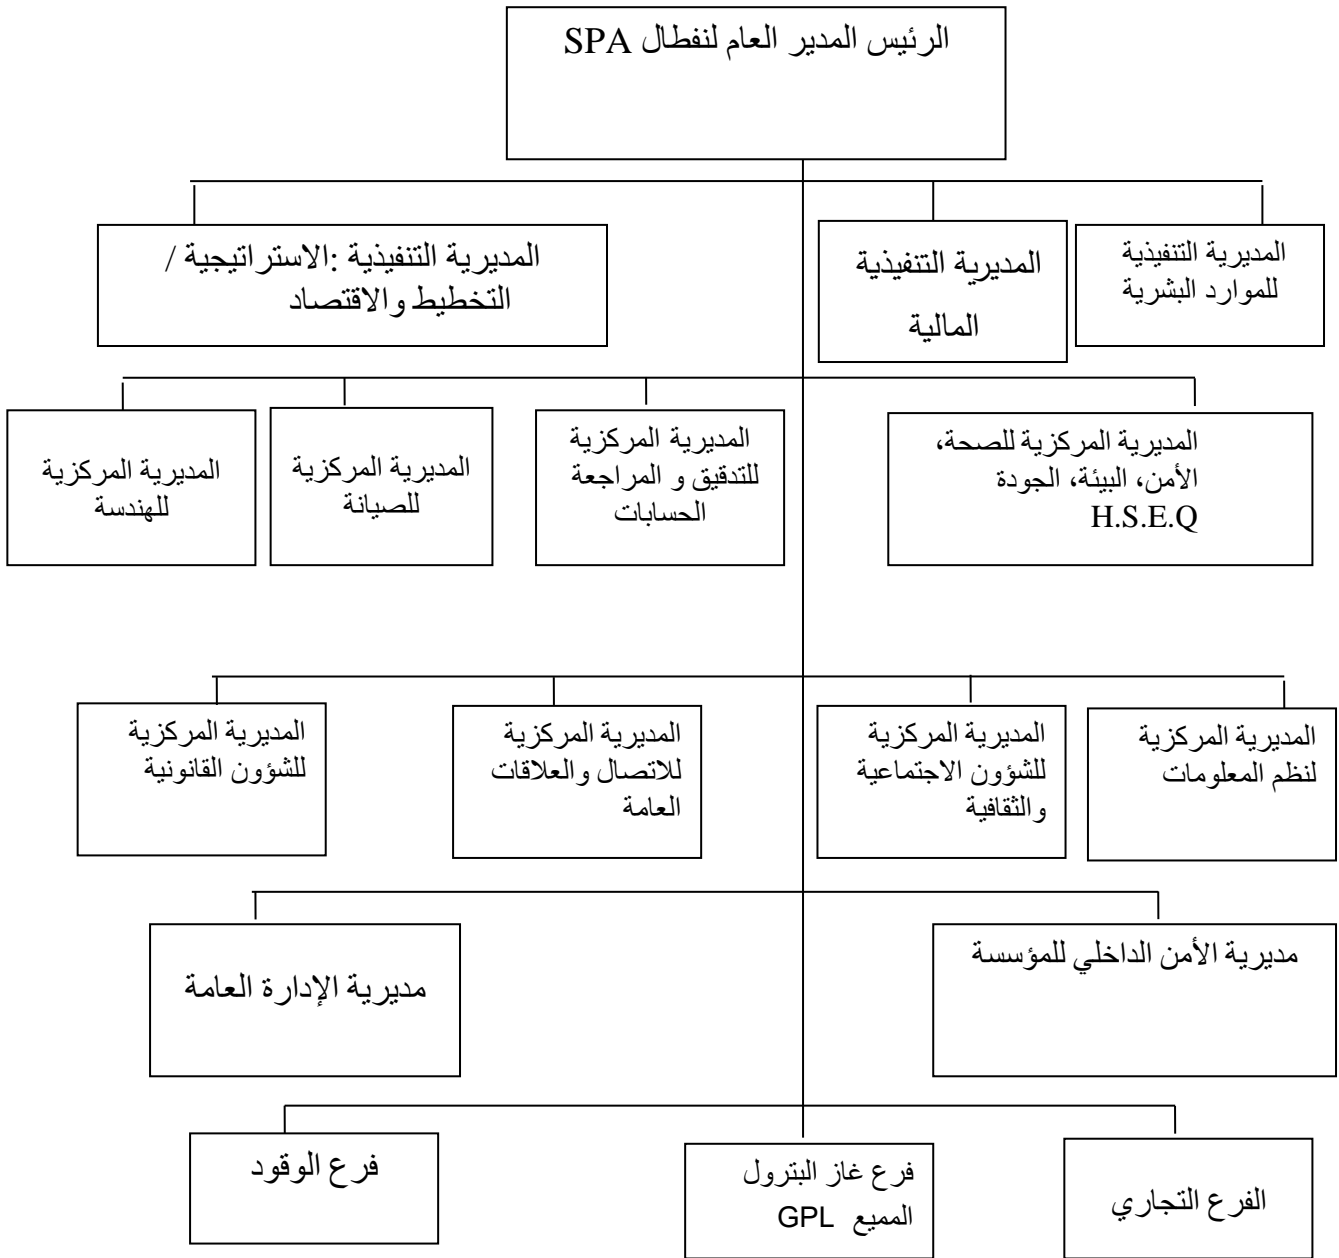 الرئيس المدير العام لنفطال SPA
المديرية التنفيذية
للموارد البشرية
المديرية التنفيذية
المالية
المديرية التنفيذية :الاستراتيجية /
التخطيط والاقتصاد
المديرية المركزية للصحة،
الأمن، البيئة، الجودة
H.S.E.Q
المديرية المركزية
للتدقيق و المراجعة
الحسابات
المديرية المركزية
للصيانة
المديرية المركزية
للهندسة
المديرية المركزية
لنظم المعلومات
المديرية المركزية
للشؤون الاجتماعية
والثقافية
المديرية المركزية
للاتصال والعلاقات
العامة
المديرية المركزية
للشؤون القانونية
مديرية الأمن الداخلي للمؤسسة
مديرية الإدارة العامة
الفرع التجاري
فرع غاز البترول
المميع GPL
فرع الوقود